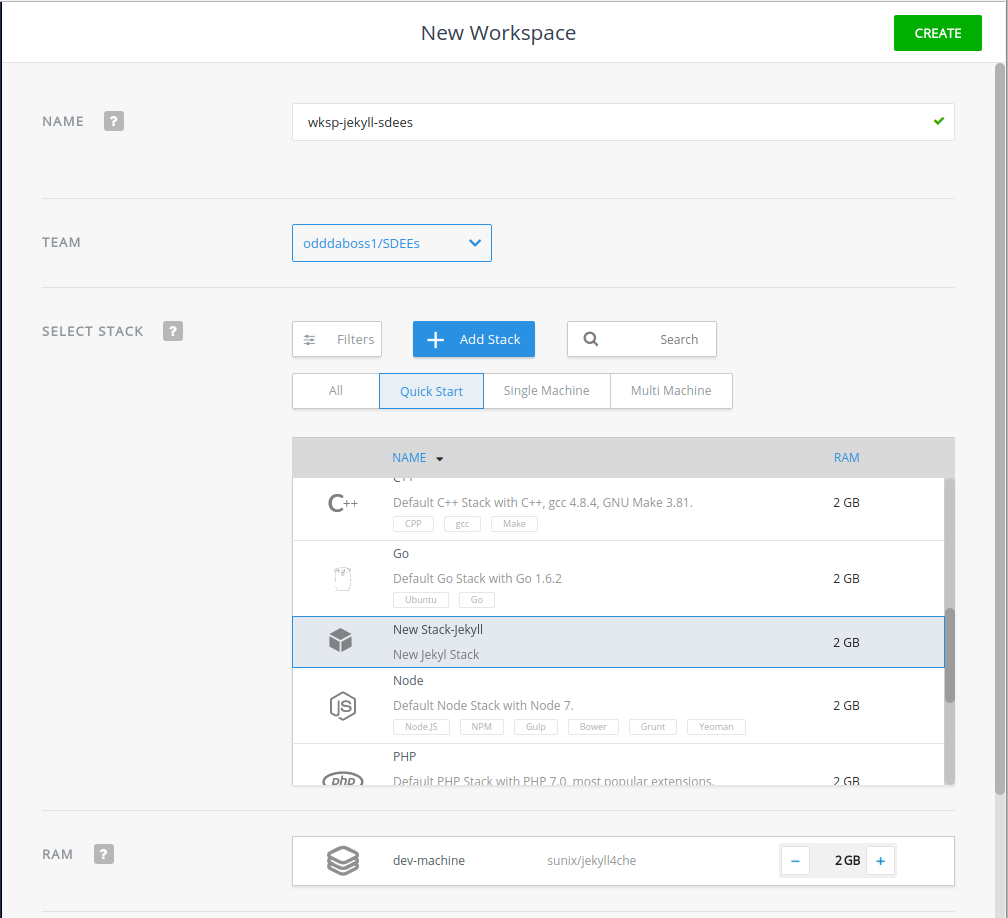 New Workspace
CREATE
NAME ?
wksp-jekyll-sdees
TEAM
odddaboss1/SDEEs
SELECT STACK ?
Filters
Add Stack
Search
All
Quick Start
Single Machine
Multi Machine
NAME
RAM
C++
C++
Default C++ Stack with C++, gcc 4.8.4, GNU Make 3.81.
2 GB
CPP gcc Make
Go
Default Go Stack with Go 1.6.2
2 GB
Ubuntu Go
New Stack-Jekyll
New Jekyl Stack
2 GB
Node
JS
Default Node Stack with Node 7.
2 GB
Node.JS NPM Gulp Bower Grunt Yeoman
PHP
php
Default PHP Stack with PHP 7.0, most popular extensions.
2 GB
RAM ?
dev-machine
sunix/jekyll4che
− 2 GB +